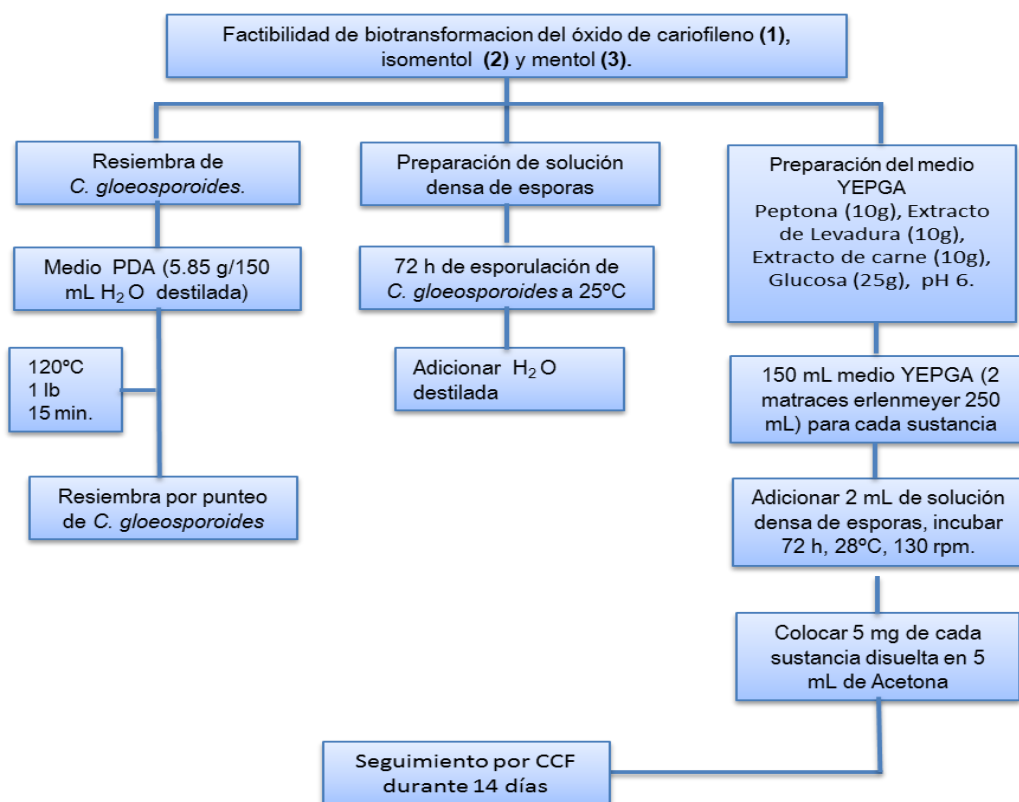 Factibilidad de biotransformacion del óxido de cariofileno (1),
isomentol (2) y mentol (3).
Resiembra de
C. gloeosporoides.
Medio PDA (5.85 g/150
mL H2O destilada)
120ºC
1 lb
15 min.
Resiembra por punteo
de C. gloeosporoides
Preparación de solución
densa de esporas
72 h de esporulación de
C. gloeosporoides a 25ºC
Adicionar H2O
destilada
Preparación del medio
YEPGA
Peptona (10g), Extracto
de Levadura (10g),
Extracto de carne (10g),
Glucosa (25g), pH 6.
150 mL medio YEPGA (2
matraces erlenmeyer 250
mL) para cada sustancia
Adicionar 2 mL de solución
densa de esporas, incubar
72 h, 28ºC, 130 rpm.
Colocar 5 mg de cada
sustancia disuelta en 5
mL de Acetona
Seguimiento por CCF
durante 14 días